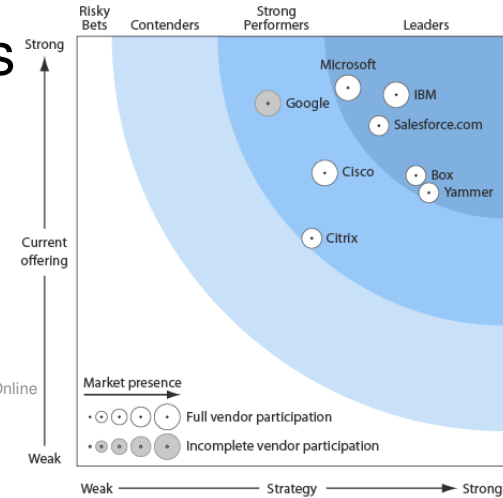 Risky
Bets
Contenders
Strong
Performers
Leaders
Strong
s
Microsoft
IBM
Google
Salesforce.com
Cisco
Box
Yammer
Citrix
Current
offering
Market presence
Online
Full vendor participation
Incomplete vendor participation
Weak
Weak
Strategy
Strong